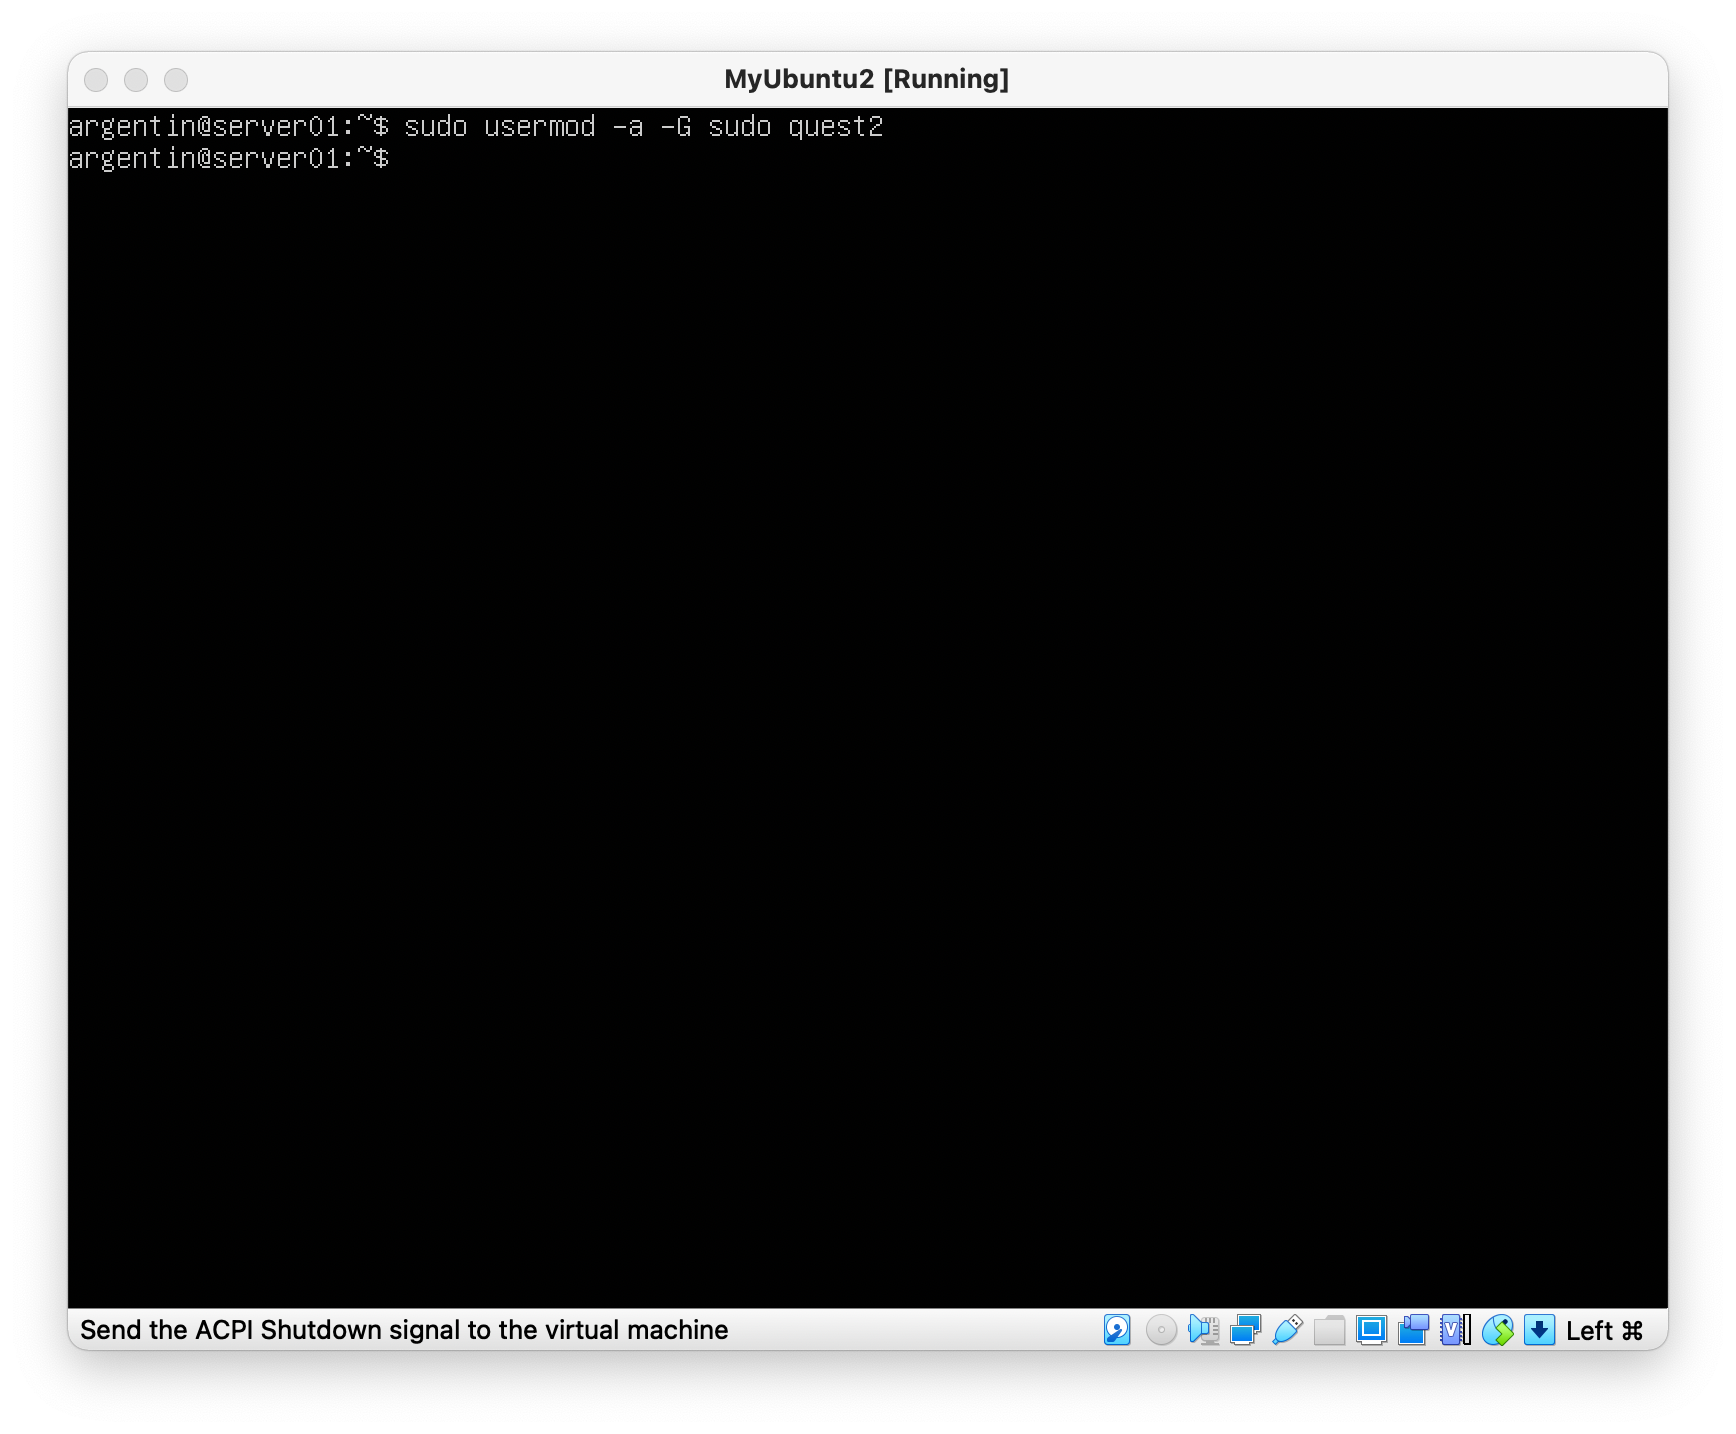 MyUbuntu2 [Running]
argentin@server01:~$ sudo usermod -a -G sudo quest2
argentin@server01:~$
Send the ACPI Shutdown signal to the virtual machine
V
Left ⌘